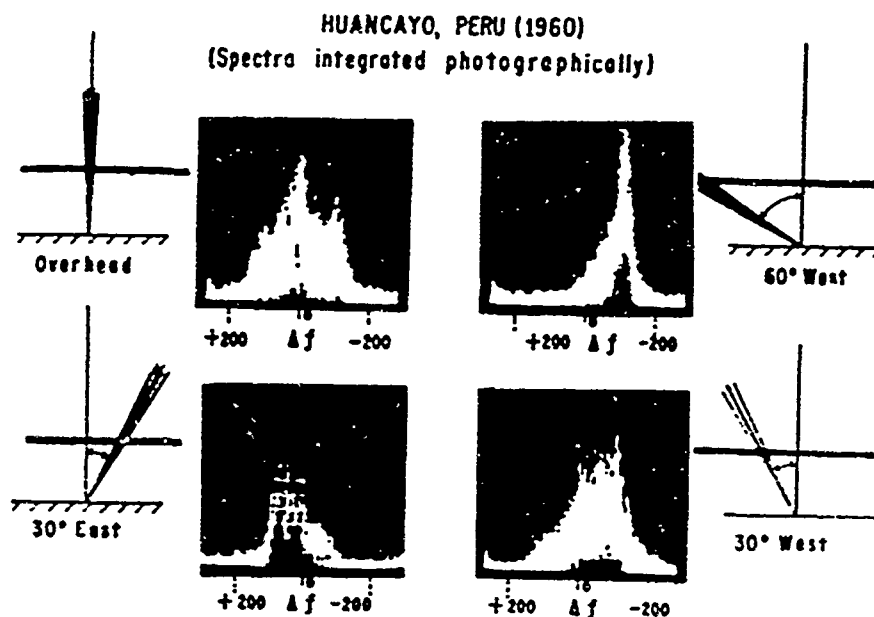 HUANCAYO, PERU (1960)
(Spectra integrated photographically)
Overhead
+200 Δf -200
+200 Δf -200
60° West
30° East
+200 Δf -200
+200 Δf -200
30° West